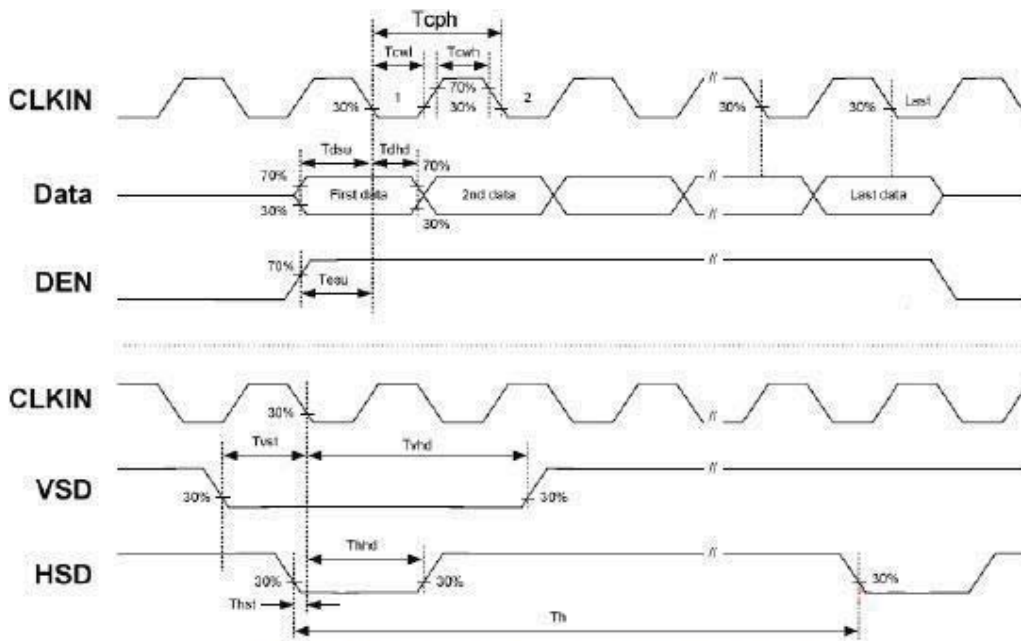 Tcph
Tcwl Tcwh
CLKIN 30% 1 70% 30% 2 // 30% 30% Last
Tdsu Tdhd
70% 70%
Data First data 2nd data // Last data
30% 30%
DEN 70% //
Tesu
CLKIN 30% //
Tvst Tvhd
VSD 30% 30% //
Thhd
HSD 30% 30% // 30%
Thst
Th